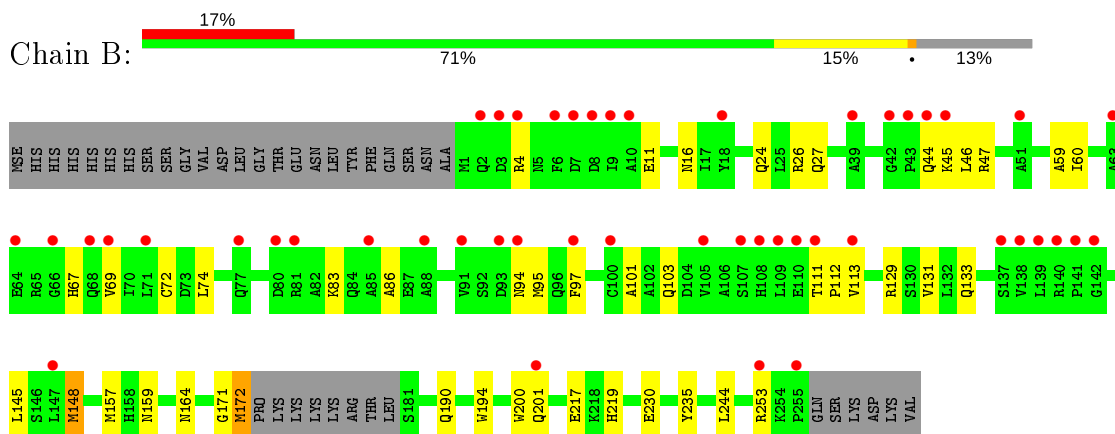 17%
Chain B:
71% 15% • 13%
MSE HIS HIS HIS HIS HIS HIS SER SER GLY VAL ASP LEU GLY THR GLU ASN LEU TYR PHE GLN SER ASN ALA M1 Q2 D3 R4 N5 F6 D7 D8 I9 A10 E11 N16 I17 Y18 Q24 L25 R26 Q27 A39 G42 P43 Q44 K45 L46 R47 A51 A59 I60 A63
E64 R65 G66 H67 Q68 V69 I70 L71 C72 D73 L74 Q77 D80 R81 A82 K83 Q84 A85 A86 E87 A88 V91 S92 D93 N94 M95 Q96 F97 C100 A101 A102 Q103 D104 V105 A106 S107 H108 L109 E110 T111 P112 V113 R129 S130 V131 L132 Q133 S137 V138 L139 R140 P141 G142
L145 S146 L147 M148 M157 H158 N159 N164 G171 M172 PRO LYS LYS LYS LYS ARG THR LEU S181 Q190 W194 W200 Q201 E217 K218 H219 E230 Y235 L244 R253 K254 P255 GLN SER LYS ASP LYS VAL